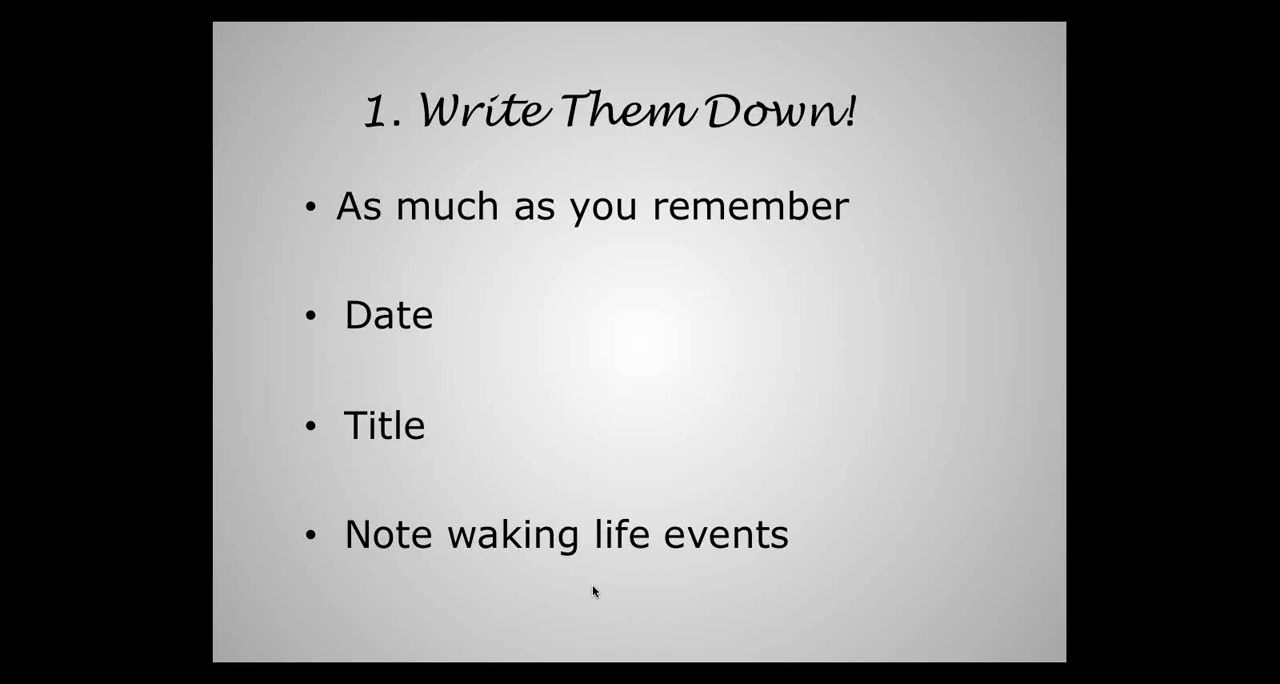 1. Write Them Down!
• As much as you remember
• Date
• Title
• Note waking life events